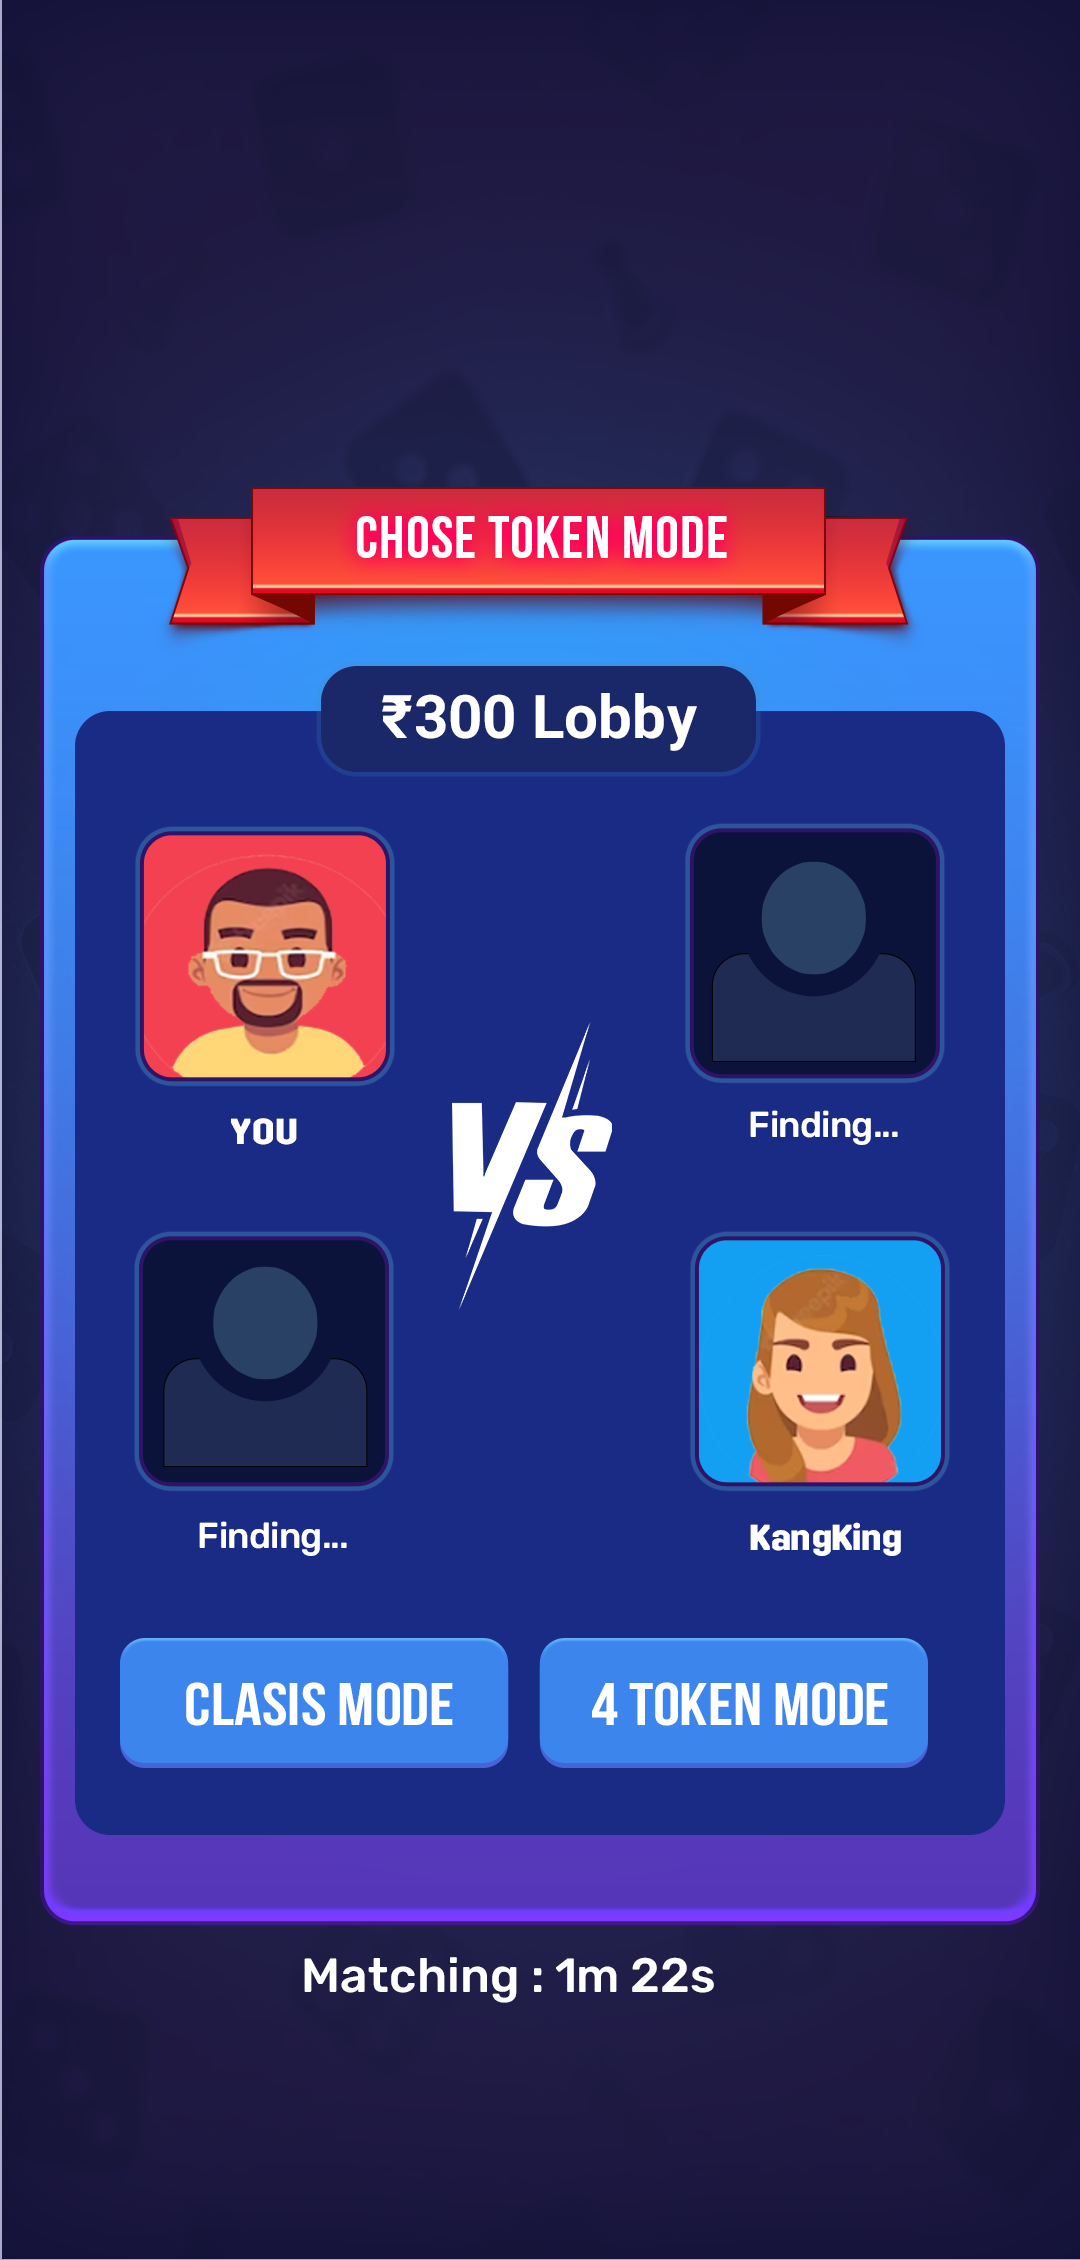 CHOSE TOKEN MODE
₹300 Lobby
YOU
Finding...
VS
Finding...
KangKing
CLASIS MODE
4 TOKEN MODE
Matching : 1m 22s